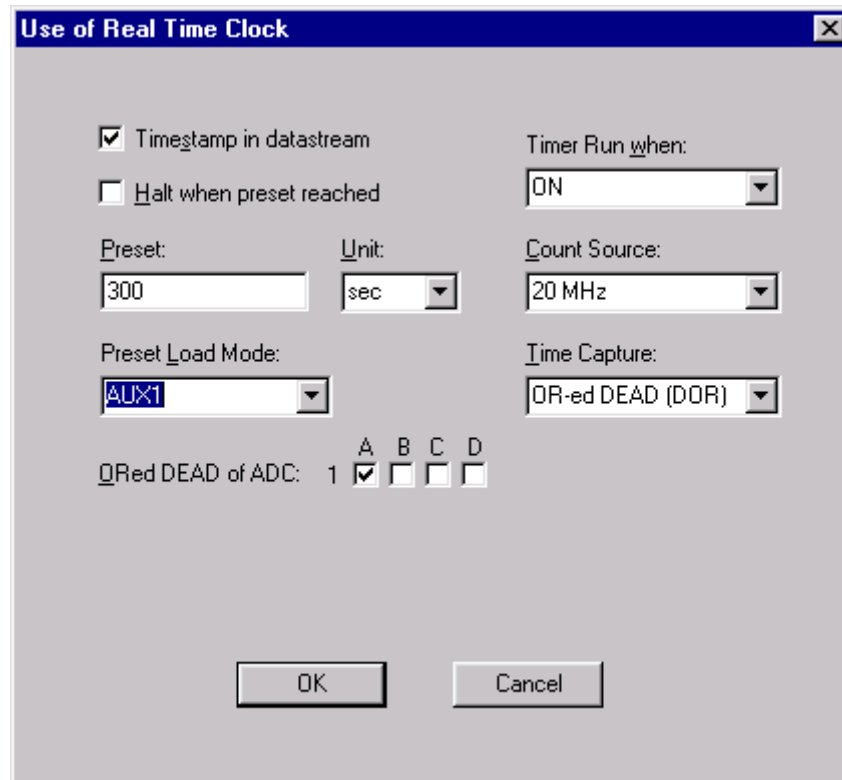 Use of Real Time Clock
Timestamp in datastream
Halt when preset reached
Timer Run when:
ON
Preset:
300
Unit:
sec
Count Source:
20 MHz
Preset Load Mode:
AUX1
Time Capture:
OR-ed DEAD (DOR)
A B C D
ORed DEAD of ADC: 1
OK
Cancel